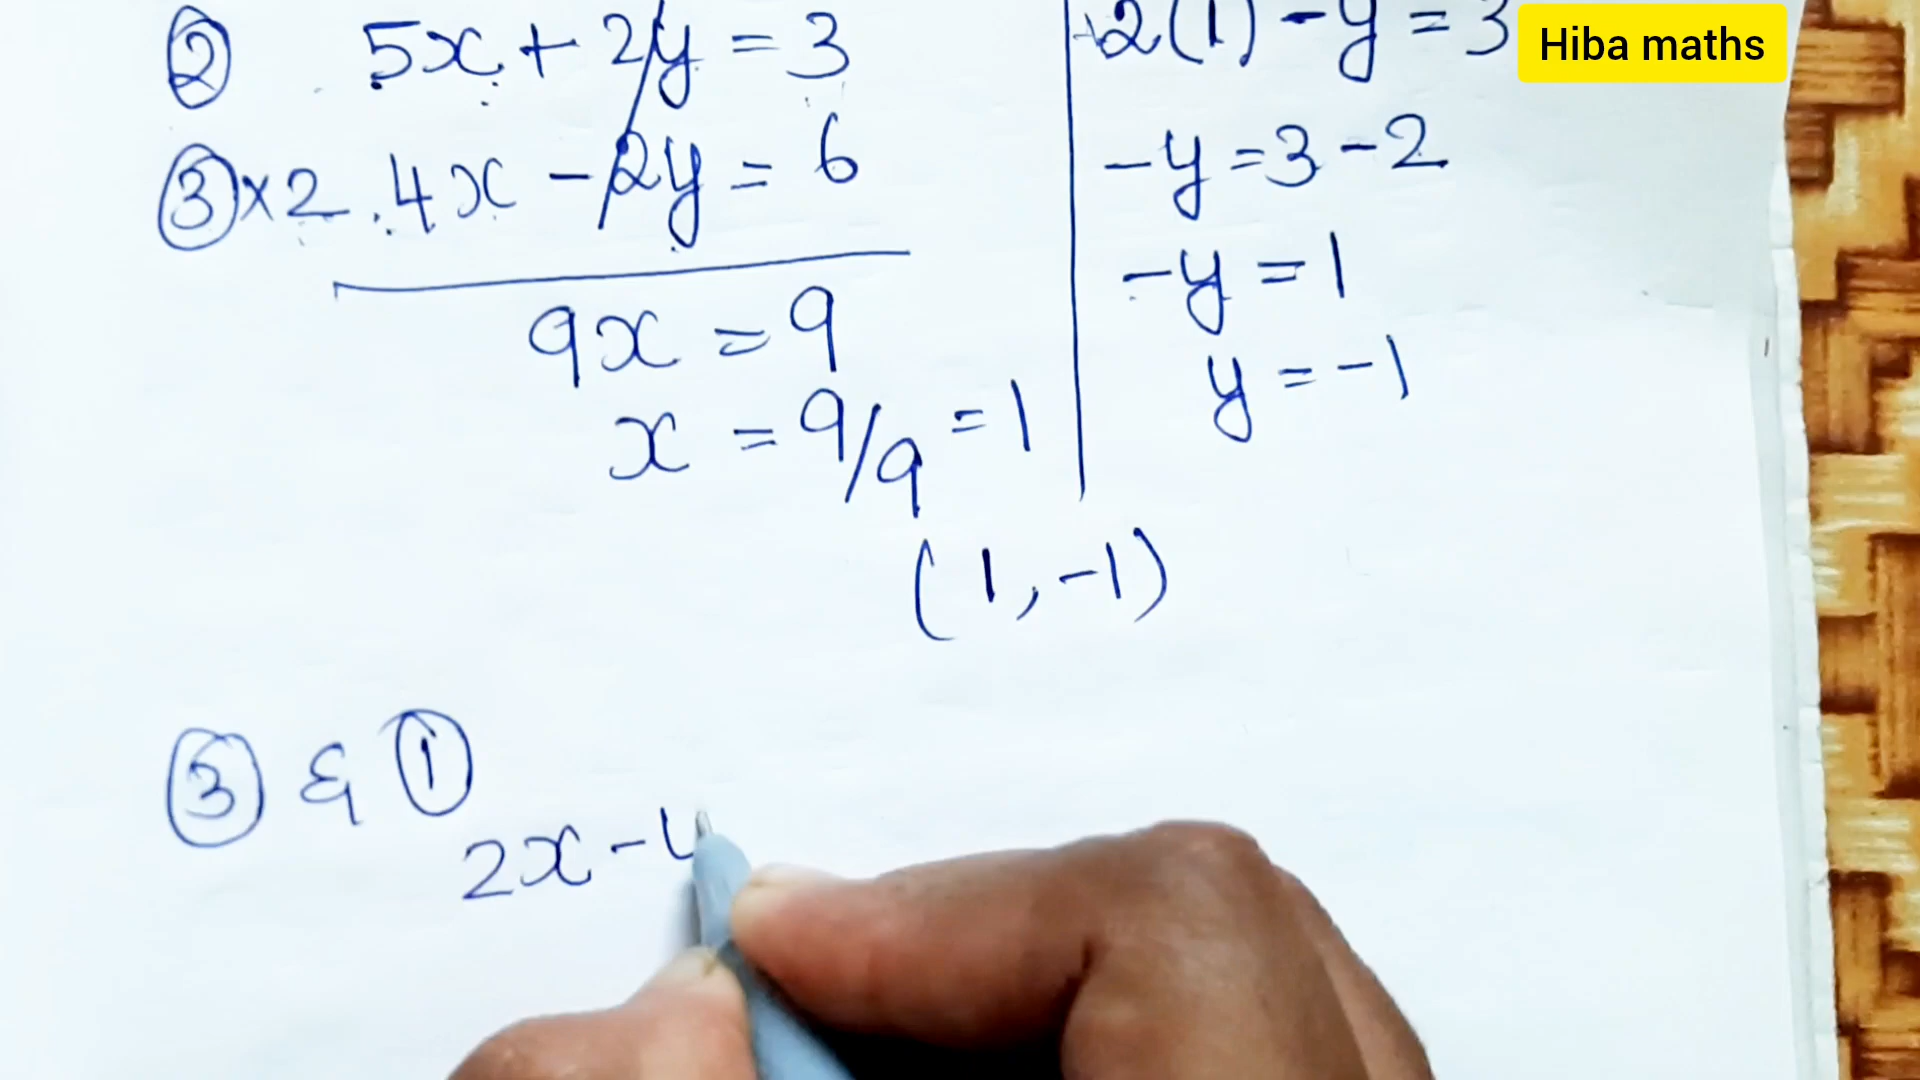 ② 5x + 2y = 3
③ × 2 4x - 2y = 6
9x = 9
x = 9/9 = 1
2(1) - y = 3
-y = 3 - 2
-y = 1
y = -1
(1, -1)
③ & ①
2x - y
Hiba maths